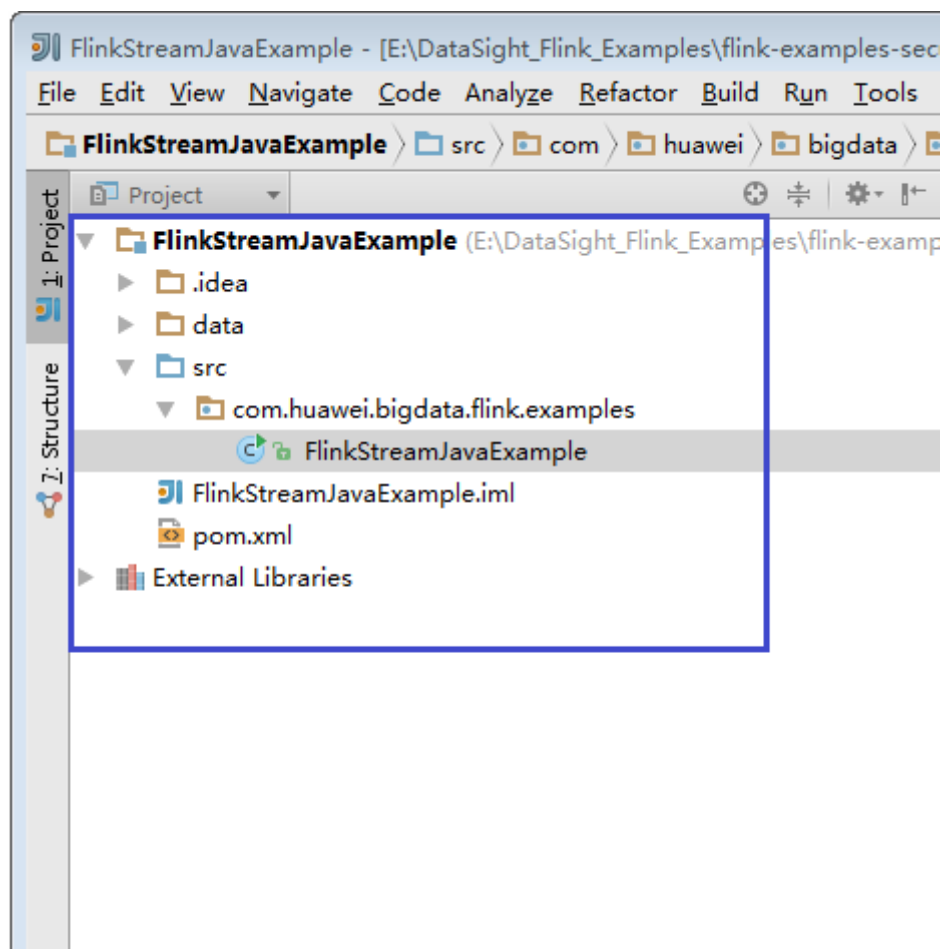 FlinkStreamJavaExample - [E:\DataSight_Flink_Examples\flink-examples-sec
File Edit View Navigate Code Analyze Refactor Build Run Tools
FlinkStreamJavaExample src com huawei bigdata
Project
1: Project
7: Structure
FlinkStreamJavaExample (E:\DataSight_Flink_Examples\flink-examp
.idea
data
src
com.huawei.bigdata.flink.examples
FlinkStreamJavaExample
FlinkStreamJavaExample.iml
pom.xml
External Libraries